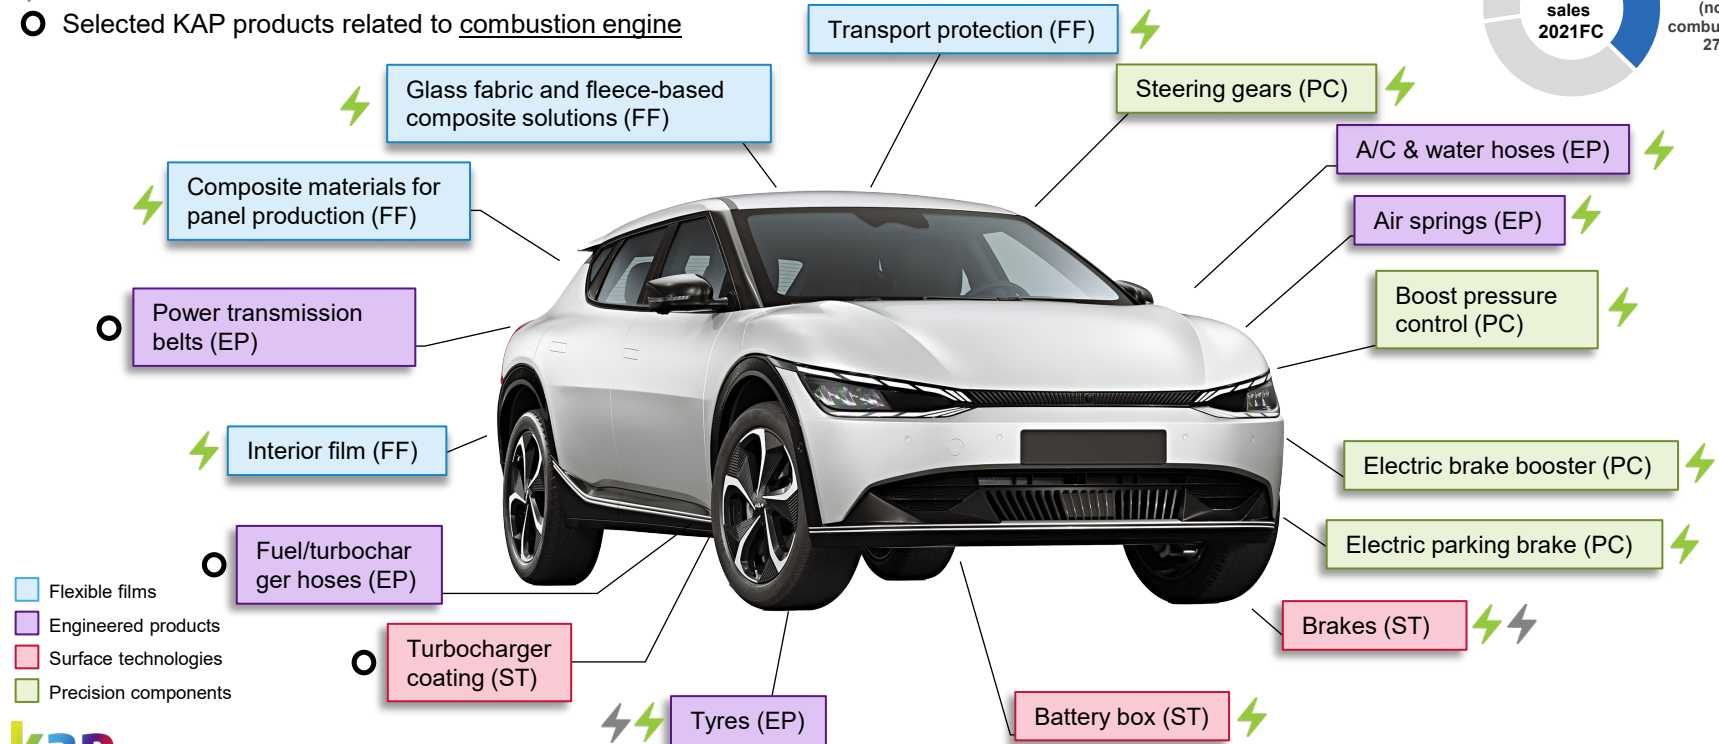 Selected KAP products related to combustion engine
sales
2021FC
27
Transport protection (FF)
Glass fabric and fleece-based
composite solutions (FF)
Steering gears (PC)
A/C & water hoses (EP)
Composite materials for
panel production (FF)
Air springs (EP)
Power transmission
belts (EP)
Boost pressure
control (PC)
Interior film (FF)
Electric brake booster (PC)
Fuel/turbochar
ger hoses (EP)
Electric parking brake (PC)
Brakes (ST)
Turbocharger
coating (ST)
Tyres (EP)
Battery box (ST)
Flexible films
Engineered products
Surface technologies
Precision components
kap